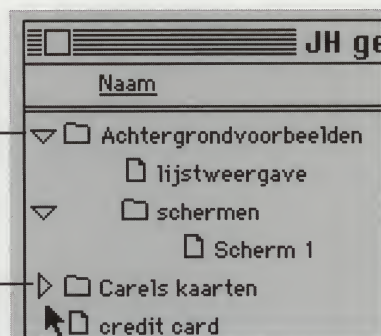 JH ge
Naam
Achtergrondvoorbeelden
lijstweergave
schermen
Scherm 1
Carels kaarten
credit card